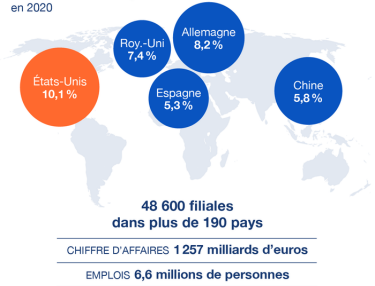 en 2020
Allemagne
8,2 %
Roy.-Uni
7,4 %
États-Unis
10,1 %
Espagne
5,3 %
Chine
5,8 %
48 600 filiales
dans plus de 190 pays
CHIFFRE D'AFFAIRES 1 257 milliards d'euros
EMPLOIS 6,6 millions de personnes